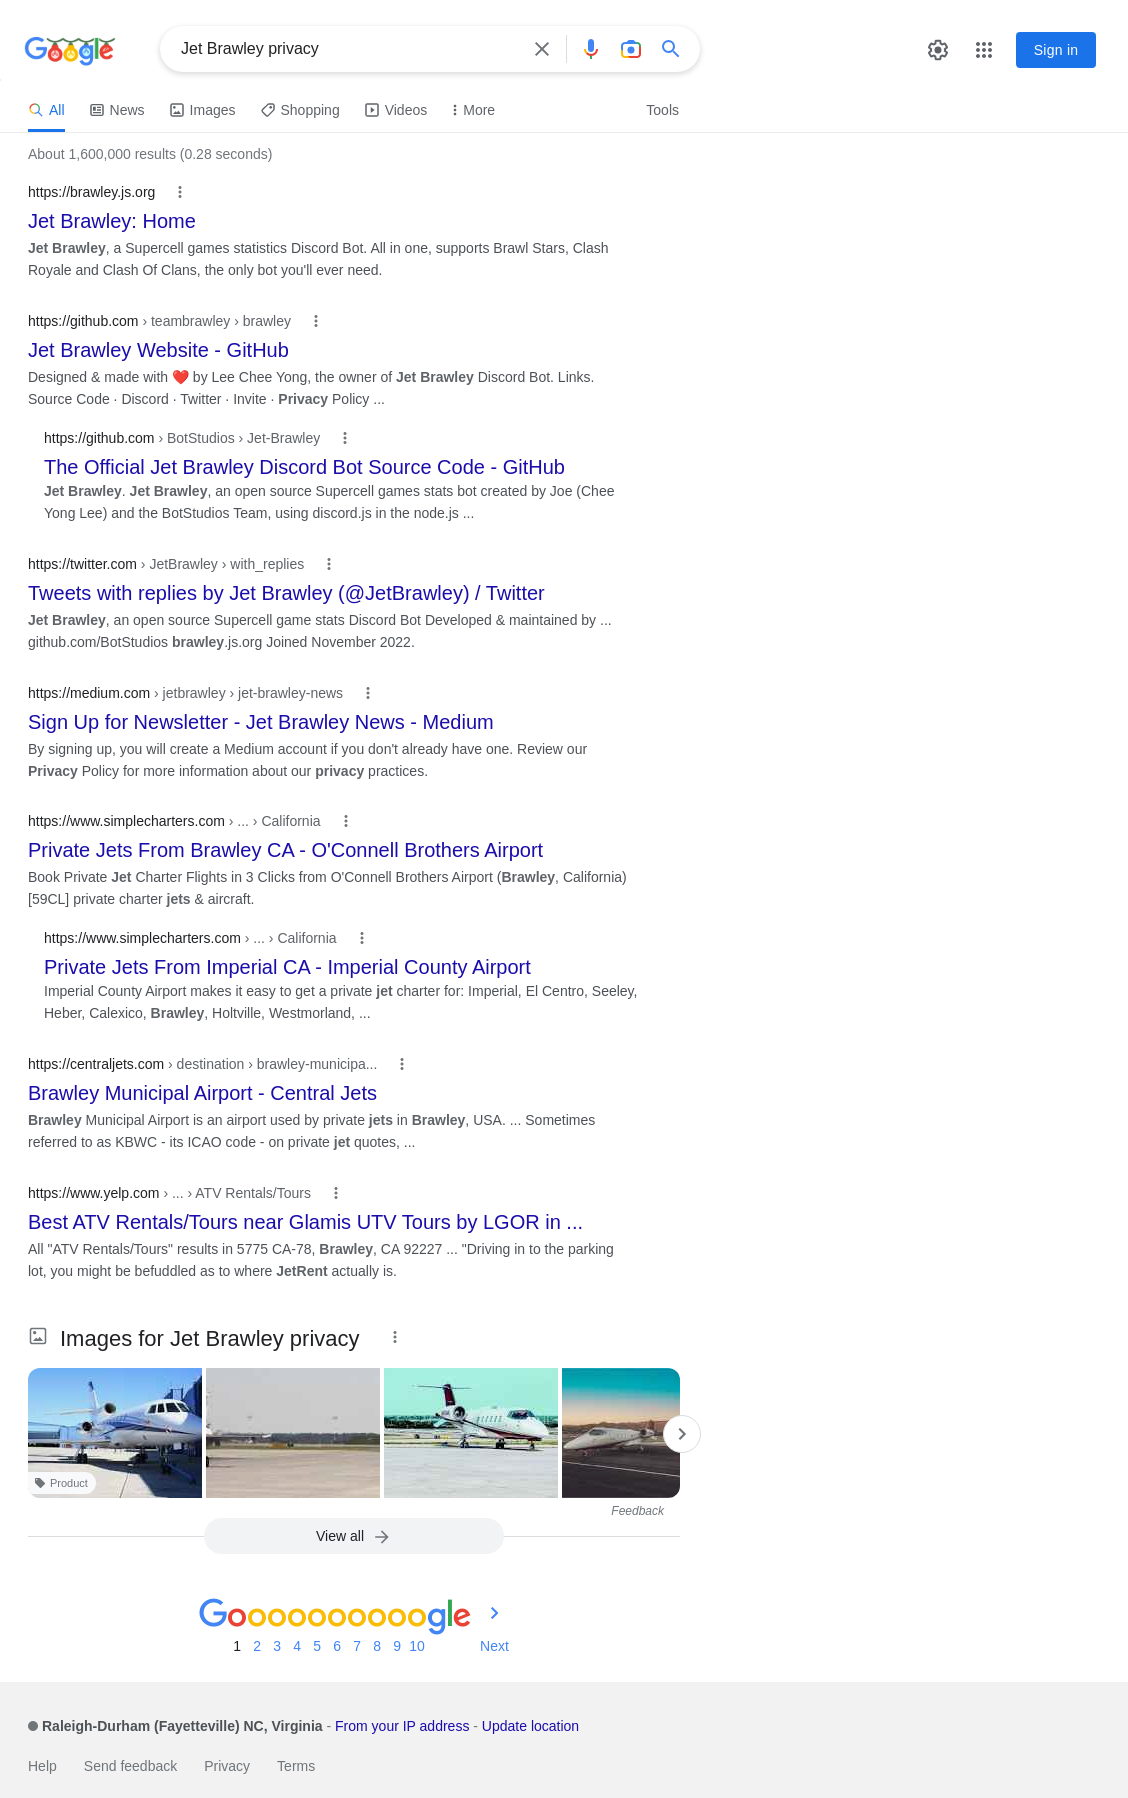 Google
Jet Brawley privacy
Sign in
All
News
Images
Shopping
Videos
More
Tools
About 1,600,000 results (0.28 seconds)
https://brawley.js.org
Jet Brawley: Home
Jet Brawley, a Supercell games statistics Discord Bot. All in one, supports Brawl Stars, Clash
Royale and Clash Of Clans, the only bot you'll ever need.
https://github.com › teambrawley › brawley
Jet Brawley Website - GitHub
Designed & made with ❤️ by Lee Chee Yong, the owner of Jet Brawley Discord Bot. Links.
Source Code · Discord · Twitter · Invite · Privacy Policy ...
https://github.com › BotStudios › Jet-Brawley
The Official Jet Brawley Discord Bot Source Code - GitHub
Jet Brawley. Jet Brawley, an open source Supercell games stats bot created by Joe (Chee
Yong Lee) and the BotStudios Team, using discord.js in the node.js ...
https://twitter.com › JetBrawley › with_replies
Tweets with replies by Jet Brawley (@JetBrawley) / Twitter
Jet Brawley, an open source Supercell game stats Discord Bot Developed & maintained by ...
github.com/BotStudios brawley.js.org Joined November 2022.
https://medium.com › jetbrawley › jet-brawley-news
Sign Up for Newsletter - Jet Brawley News - Medium
By signing up, you will create a Medium account if you don't already have one. Review our
Privacy Policy for more information about our privacy practices.
https://www.simplecharters.com › ... › California
Private Jets From Brawley CA - O'Connell Brothers Airport
Book Private Jet Charter Flights in 3 Clicks from O'Connell Brothers Airport (Brawley, California)
[59CL] private charter jets & aircraft.
https://www.simplecharters.com › ... › California
Private Jets From Imperial CA - Imperial County Airport
Imperial County Airport makes it easy to get a private jet charter for: Imperial, El Centro, Seeley,
Heber, Calexico, Brawley, Holtville, Westmorland, ...
https://centraljets.com › destination › brawley-municipa...
Brawley Municipal Airport - Central Jets
Brawley Municipal Airport is an airport used by private jets in Brawley, USA. ... Sometimes
referred to as KBWC - its ICAO code - on private jet quotes, ...
https://www.yelp.com › ... › ATV Rentals/Tours
Best ATV Rentals/Tours near Glamis UTV Tours by LGOR in ...
All "ATV Rentals/Tours" results in 5775 CA-78, Brawley, CA 92227 ... "Driving in to the parking
lot, you might be befuddled as to where JetRent actually is.
Images for Jet Brawley privacy
Product
Feedback
View all
Goooooooooogle
1 2 3 4 5 6 7 8 9 10 Next
Raleigh-Durham (Fayetteville) NC, Virginia - From your IP address - Update location
Help Send feedback Privacy Terms